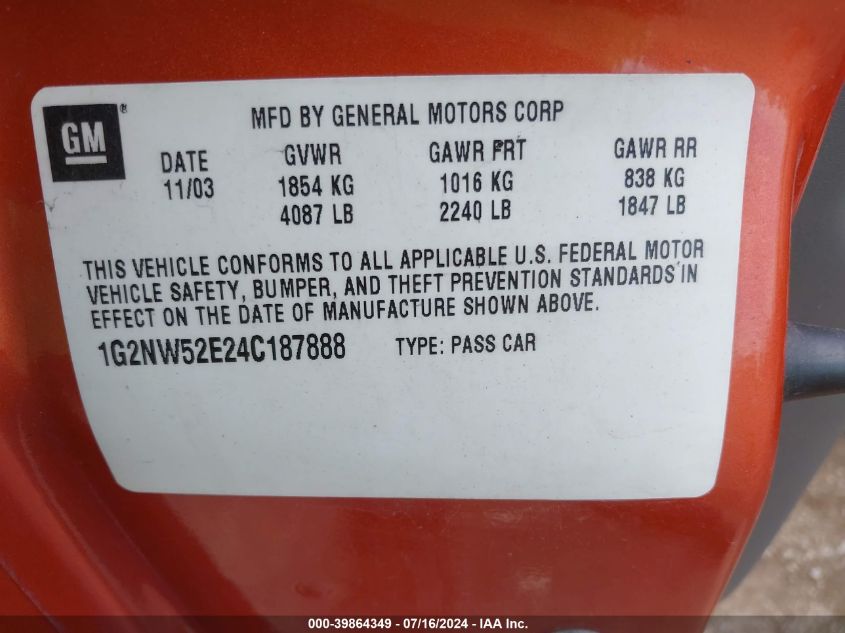 GM®
MFD BY GENERAL MOTORS CORP
DATE GVWR GAWR FRT GAWR RR
11/03 1854 KG 1016 KG 838 KG
4087 LB 2240 LB 1847 LB
THIS VEHICLE CONFORMS TO ALL APPLICABLE U.S. FEDERAL MOTOR
VEHICLE SAFETY, BUMPER, AND THEFT PREVENTION STANDARDS IN
EFFECT ON THE DATE OF MANUFACTURE SHOWN ABOVE.
1G2NW52E24C187888 TYPE: PASS CAR
000-39864349 - 07/16/2024 - IAA Inc.